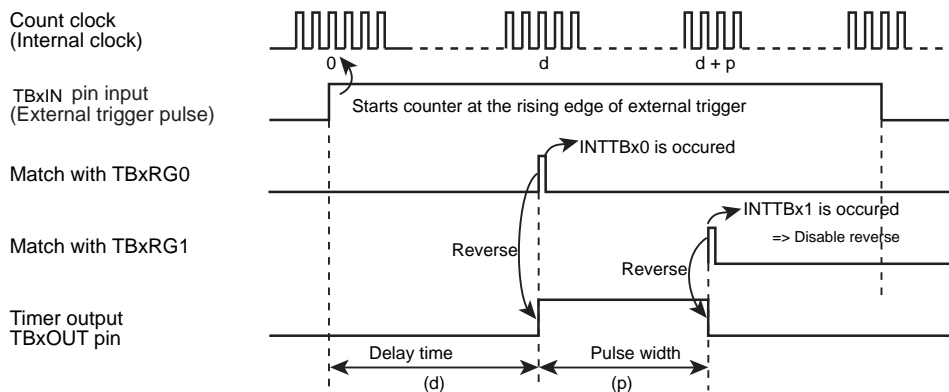 Count clock
(Internal clock)
0
d
d + p
TBxIN pin input
(External trigger pulse)
Starts counter at the rising edge of external trigger
INTTBx0 is occured
Match with TBxRG0
INTTBx1 is occured
=> Disable reverse
Match with TBxRG1
Reverse
Reverse
Timer output
TBxOUT pin
Delay time
(d)
Pulse width
(p)